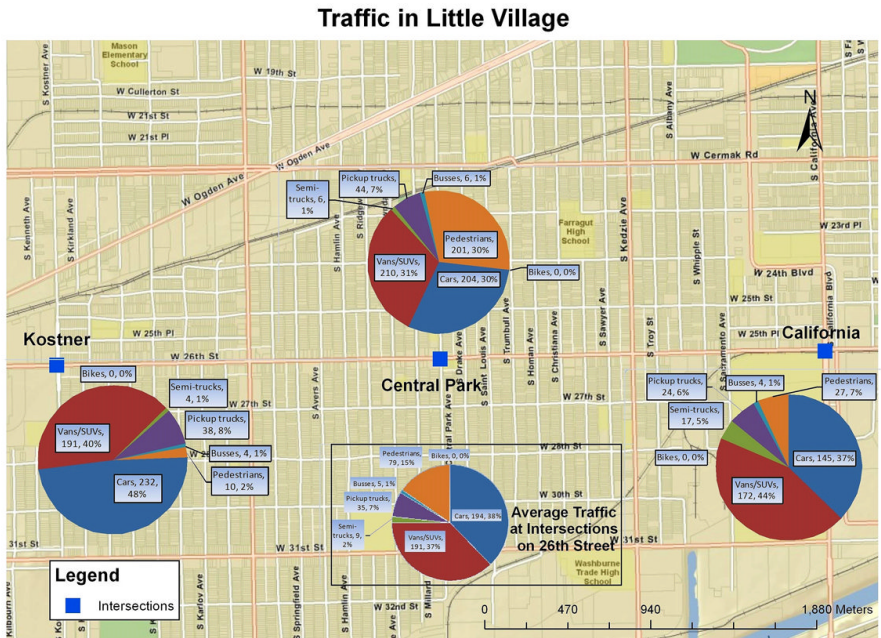 Traffic in Little Village
Mason
Elementary
School
S Kostner Ave
W 19th St
W Cullerton St
W 21st St
W 21st Pl
W Ogden Ave
W Ogden Ave
S Albany Ave
N
S California Ave
W Cermak Rd
S Kenneth Ave
S Kirkland Ave
S Hamlin Ave
Semi-
trucks, 6,
1%
Pickup trucks,
44, 7%
Busses, 6, 1%
Pedestrians,
201, 30%
Vans/SUVs,
210, 31%
Cars, 204, 30%
Bikes, 0, 0%
Farragut
High
School
S Kedzie Ave
S Whipple St
W 23rd Pl
W 24th Blvd
W 25th St
W 25th Pl
California
S California Blvd
S Trumbull Ave
S Sawyer Ave
S Troy St
S Sacramento Ave
Kostner
W 25th Pl
W 26th St
Central Park
S Drake Ave
S Saint Louis Ave
S Homan Ave
S Christiana Ave
S Avers Ave
W 27th St
W 27th St
Bikes, 0, 0%
Semi-trucks,
4, 1%
Pickup trucks,
38, 8%
Vans/SUVs,
191, 40%
Busses, 4, 1%
Cars, 232,
48%
Pedestrians,
10, 2%
Pickup trucks,
24, 6%
Busses, 4, 1%
Pedestrians,
27, 7%
Semi-trucks,
17, 5%
Bikes, 0, 0%
Cars, 145, 37%
Vans/SUVs,
172, 44%
W 28th St
Pedestrians,
79, 15%
Bikes, 0, 0%
Busses, 5, 1%
Pickup trucks,
35, 7%
Semi-
trucks, 9,
2%
Cars, 194, 38%
Vans/SUVs,
191, 37%
W 30th St
Average Traffic
at Intersections
on 26th Street
31st St
W 31st St
W 31st St
Washburne
Trade High
School
Legend
Intersections
S Karlov Ave
S Springfield Ave
S Hamlin Ave
S Millard
W 32nd St
Kilbourn Ave
0 470 940 1,880 Meters